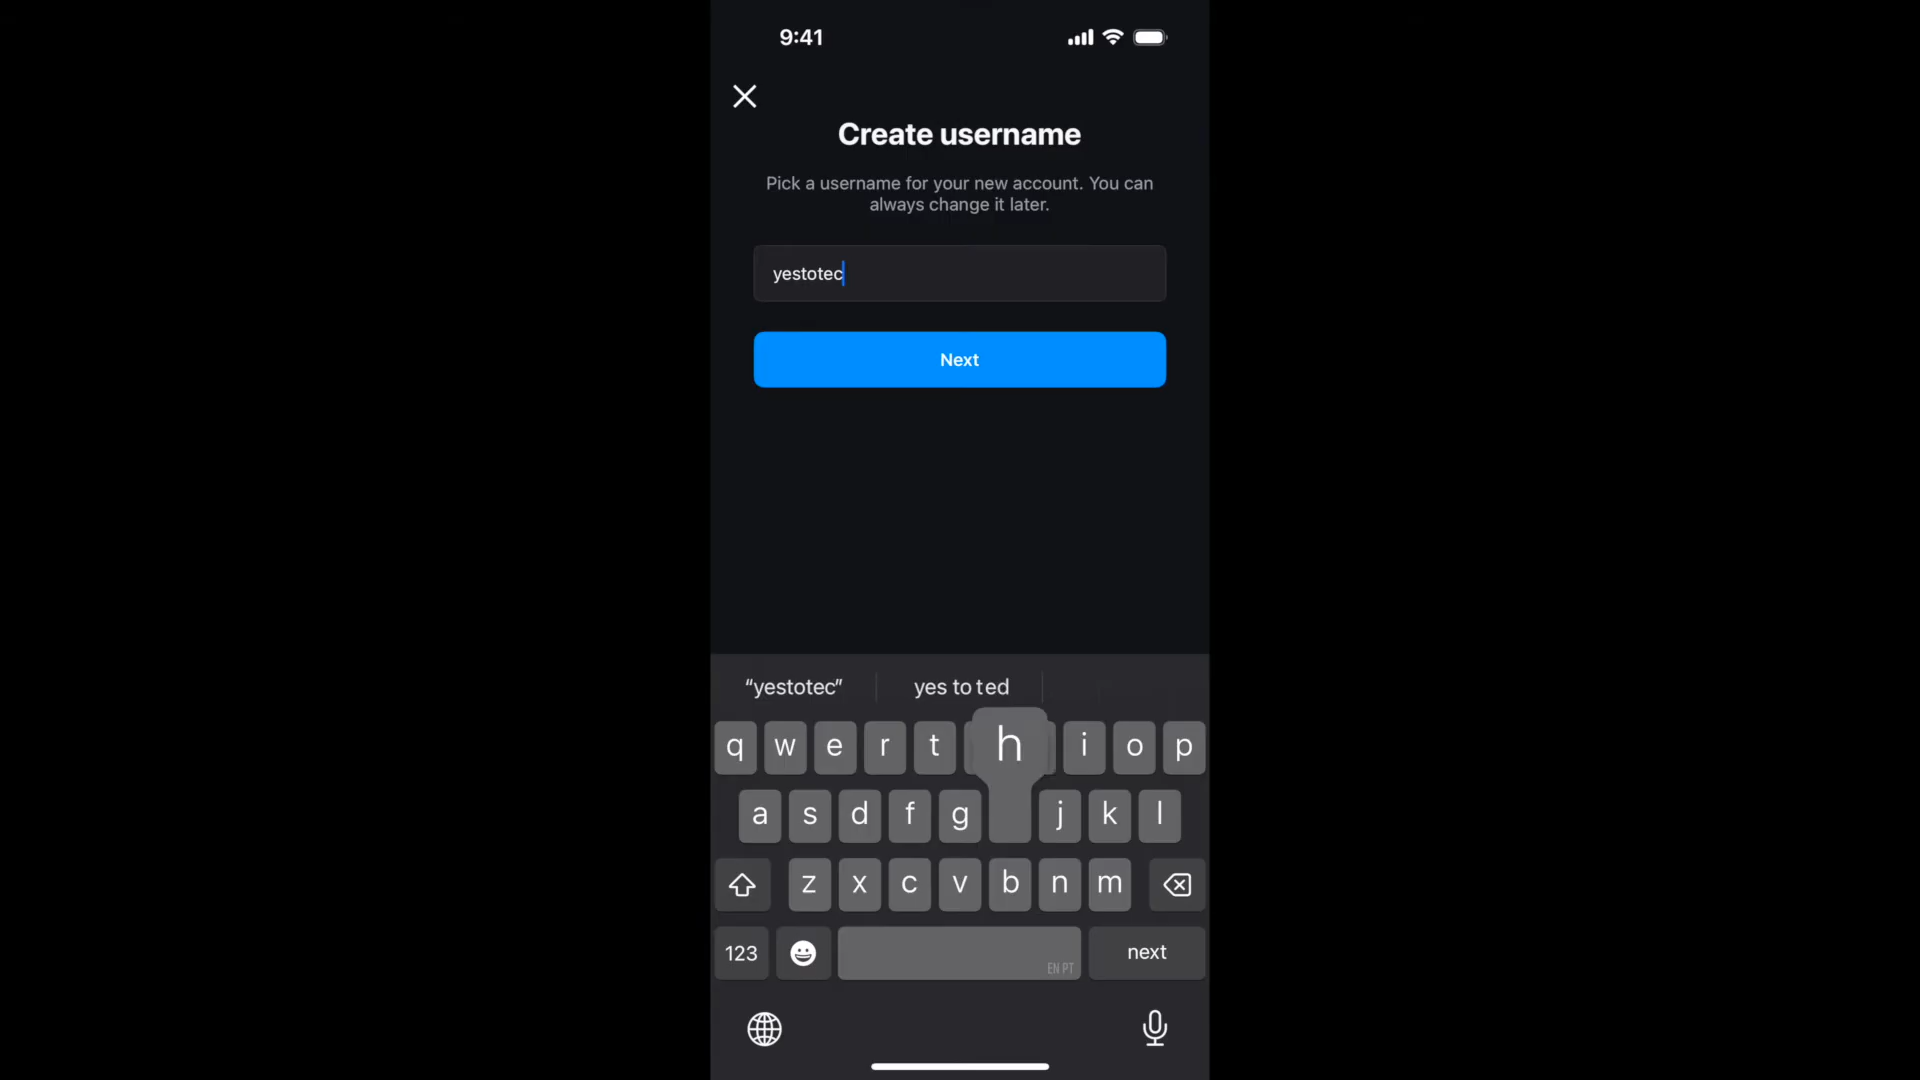 9:41
Create username
Pick a username for your new account. You can
always change it later.
yestotec
Next
“yestotec” yes to ted
q w e r t h i o p
a s d f g j k l
z x c v b n m
123 EN PT next